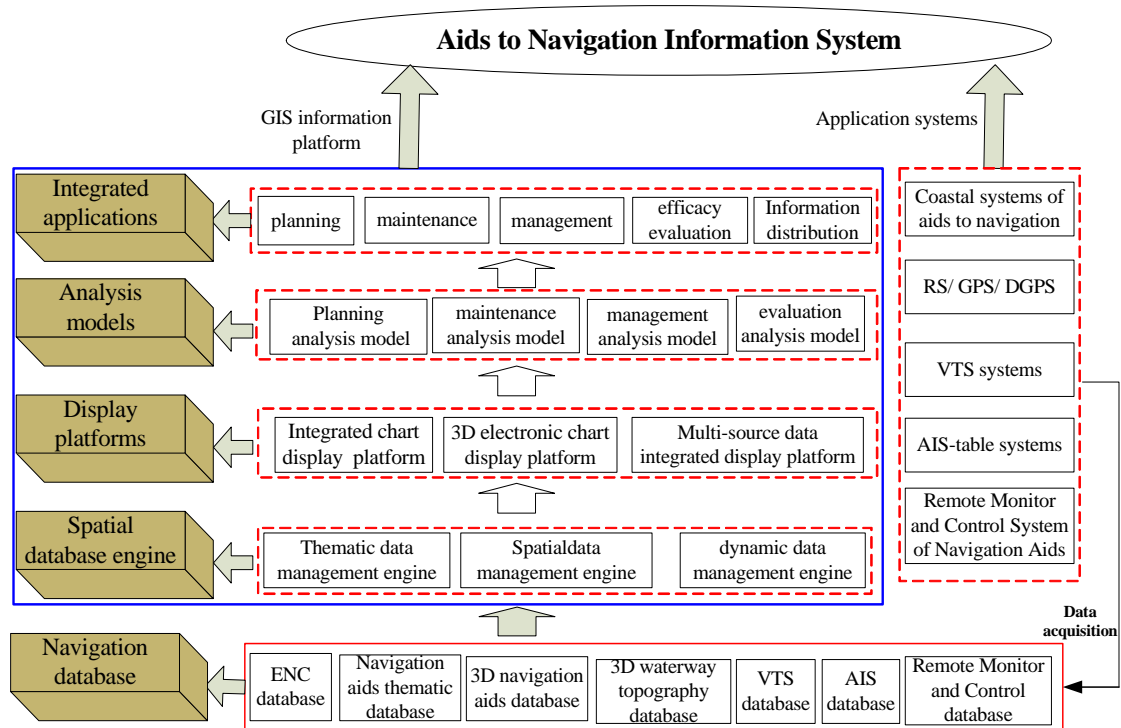 Aids to Navigation Information System
GIS information
platform
Application systems
Integrated
applications
planning
maintenance
management
efficacy
evaluation
Information
distribution
Analysis
models
Planning
analysis model
maintenance
analysis model
management
analysis model
evaluation
analysis model
Display
platforms
Integrated chart
display platform
3D electronic chart
display platform
Multi-source data
integrated display platform
Spatial
database engine
Thematic data
management engine
Spatialdata
management engine
dynamic data
management engine
Coastal systems of
aids to navigation
RS/ GPS/ DGPS
VTS systems
AIS-table systems
Remote Monitor
and Control System
of Navigation Aids
Data
acquisition
Navigation
database
ENC
database
Navigation
aids thematic
database
3D navigation
aids database
3D waterway
topography
database
VTS
database
AIS
database
Remote Monitor
and Control
database